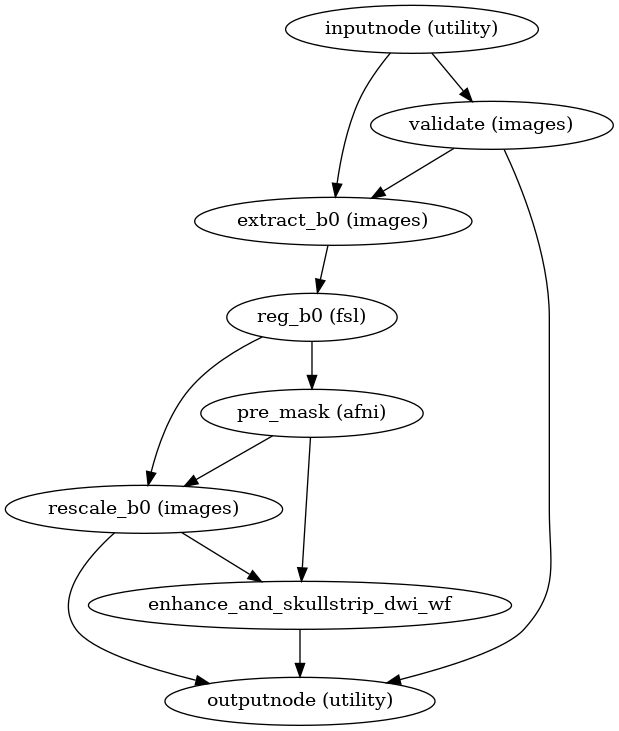 inputnode (utility)
validate (images)
extract_b0 (images)
reg_b0 (fsl)
pre_mask (afni)
rescale_b0 (images)
enhance_and_skullstrip_dwi_wf
outputnode (utility)